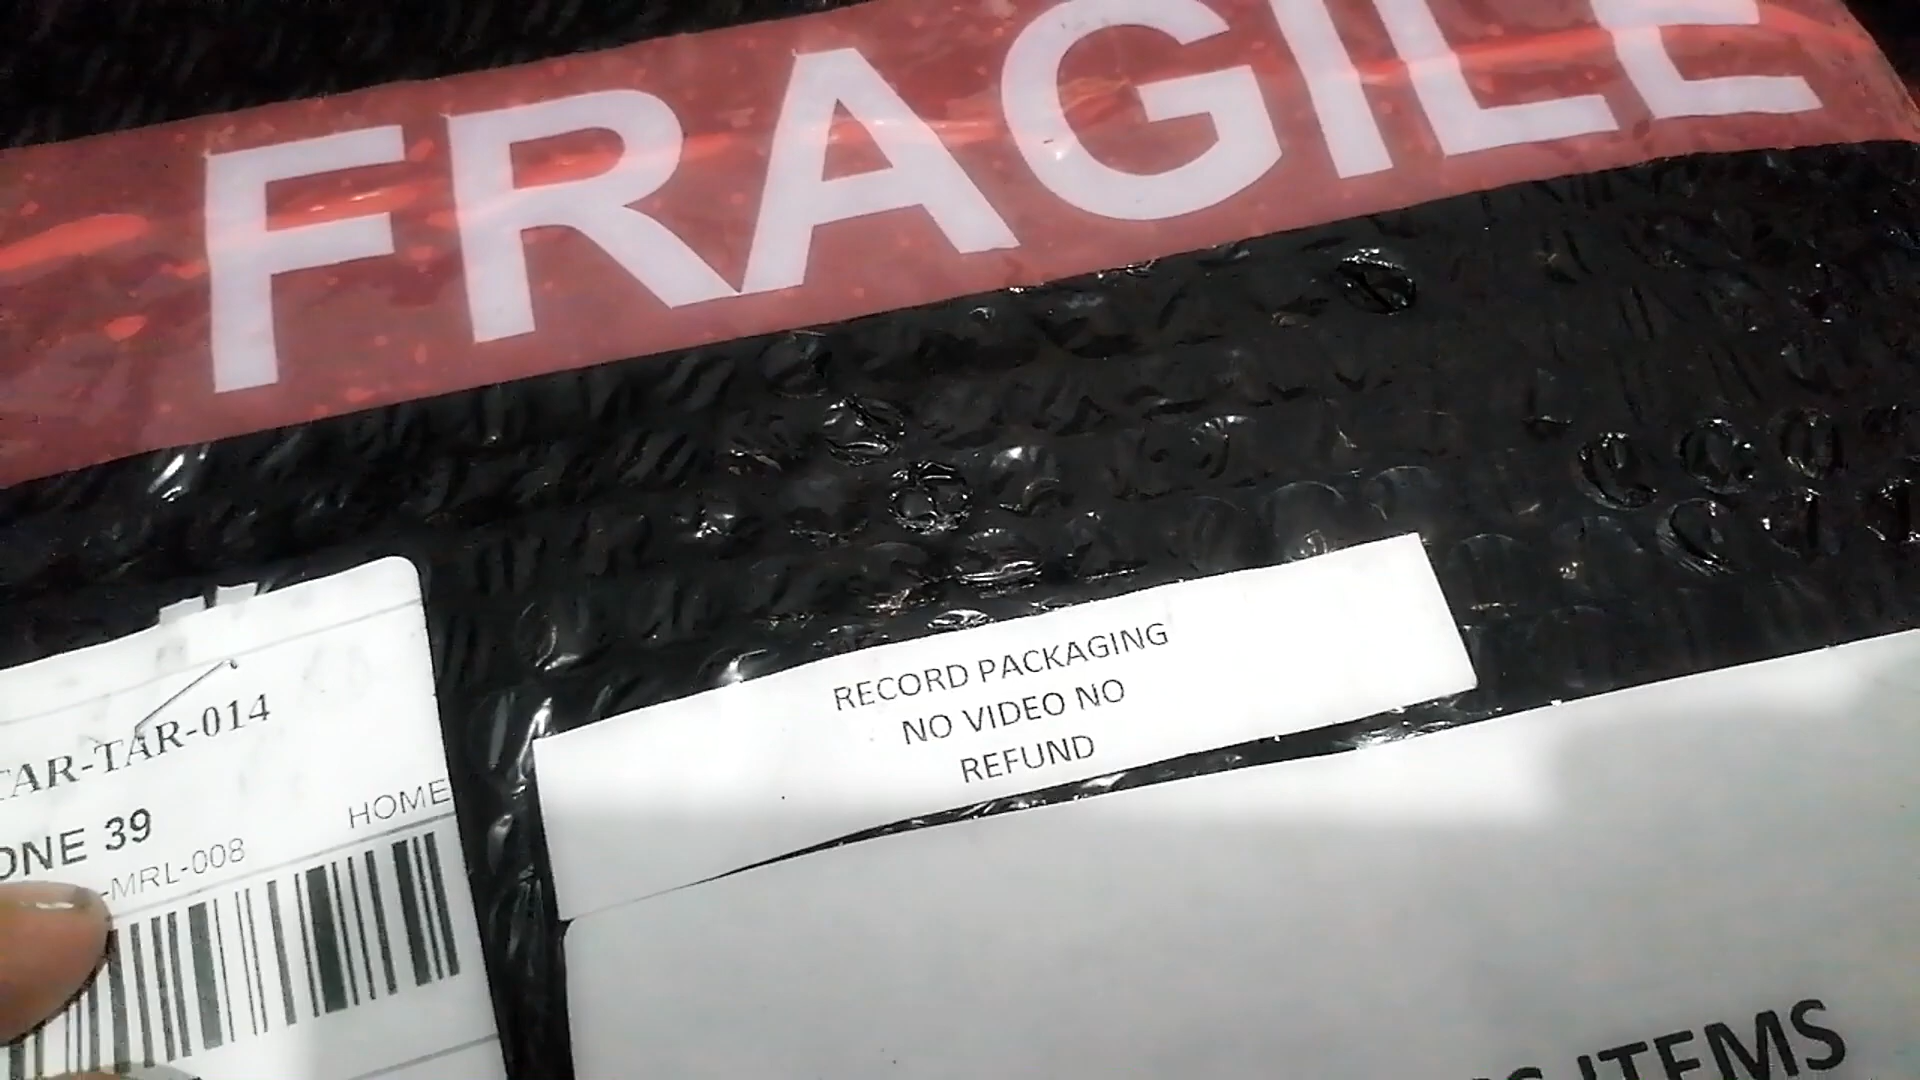 FRAGILE
TAR-TAR-014
ONE 39
HOME
-MRL-008
RECORD PACKAGING
NO VIDEO NO
REFUND
ITEMS